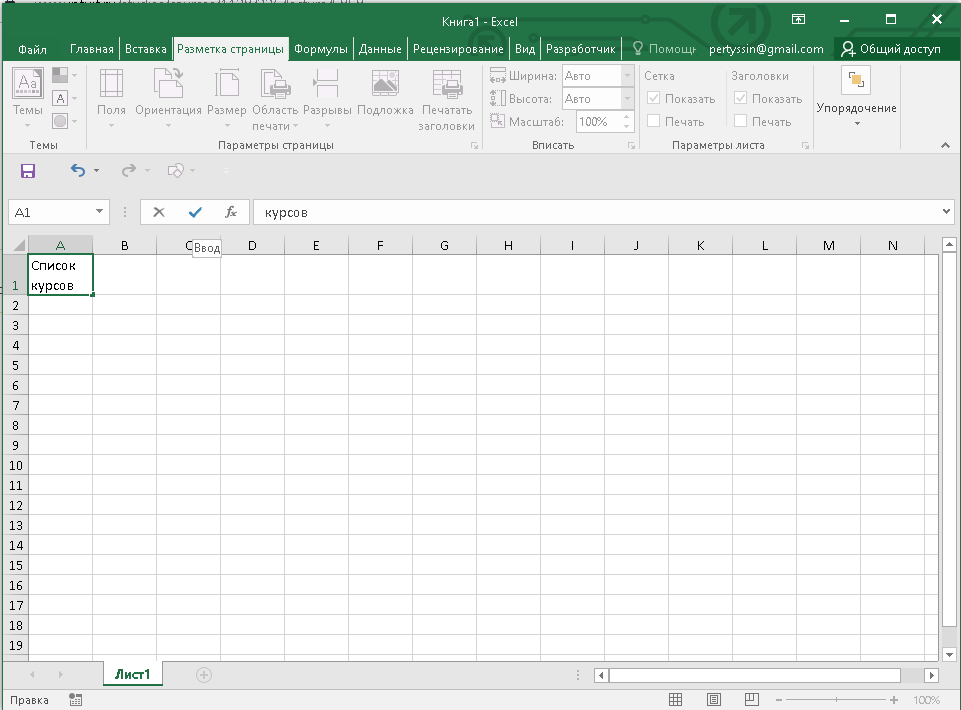 Книга1 - Excel
Файл Главная Вставка Разметка страницы Формулы Данные Рецензирование Вид Разработчик Помощн pertyssin@gmail.com Общий доступ
Темы Поля Ориентация Размер Область печати Разрывы Подложка Печатать заголовки
Ширина: Авто
Высота: Авто
Масштаб: 100%
Сетка Заголовки
Показать Показать
Печать Печать
Упорядочение
Темы Параметры страницы Вписать Параметры листа
A1 fx курсов
Ввод
A B C D E F G H I J K L M N
Список
1 курсов
2
3
4
5
6
7
8
9
10
11
12
13
14
15
16
17
18
19
Лист1
Правка 100%